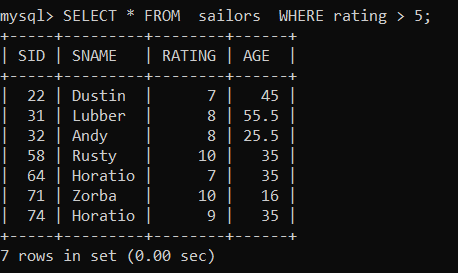 mysql> SELECT * FROM  sailors  WHERE rating > 5;
+-----+---------+--------+------+
| SID | SNAME   | RATING | AGE  |
+-----+---------+--------+------+
|  22 | Dustin  |      7 |   45 |
|  31 | Lubber  |      8 | 55.5 |
|  32 | Andy    |      8 | 25.5 |
|  58 | Rusty   |     10 |   35 |
|  64 | Horatio |      7 |   35 |
|  71 | Zorba   |     10 |   16 |
|  74 | Horatio |      9 |   35 |
+-----+---------+--------+------+
7 rows in set (0.00 sec)